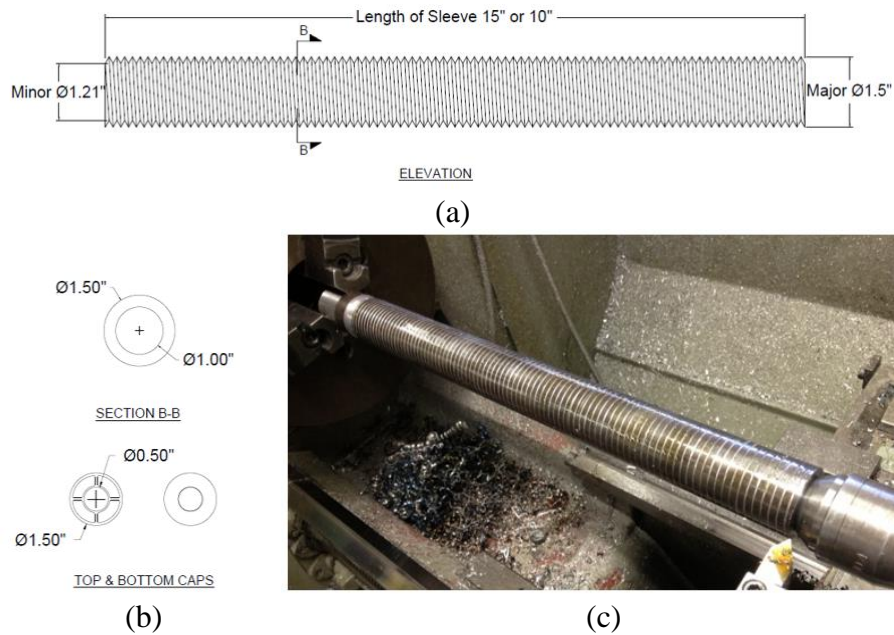 Length of Sleeve 15" or 10"
B
Minor Ø1.21"
Major Ø1.5"
B
ELEVATION
(a)
Ø1.50"
Ø1.00"
SECTION B-B
Ø0.50"
Ø1.50"
TOP & BOTTOM CAPS
(b)
(c)